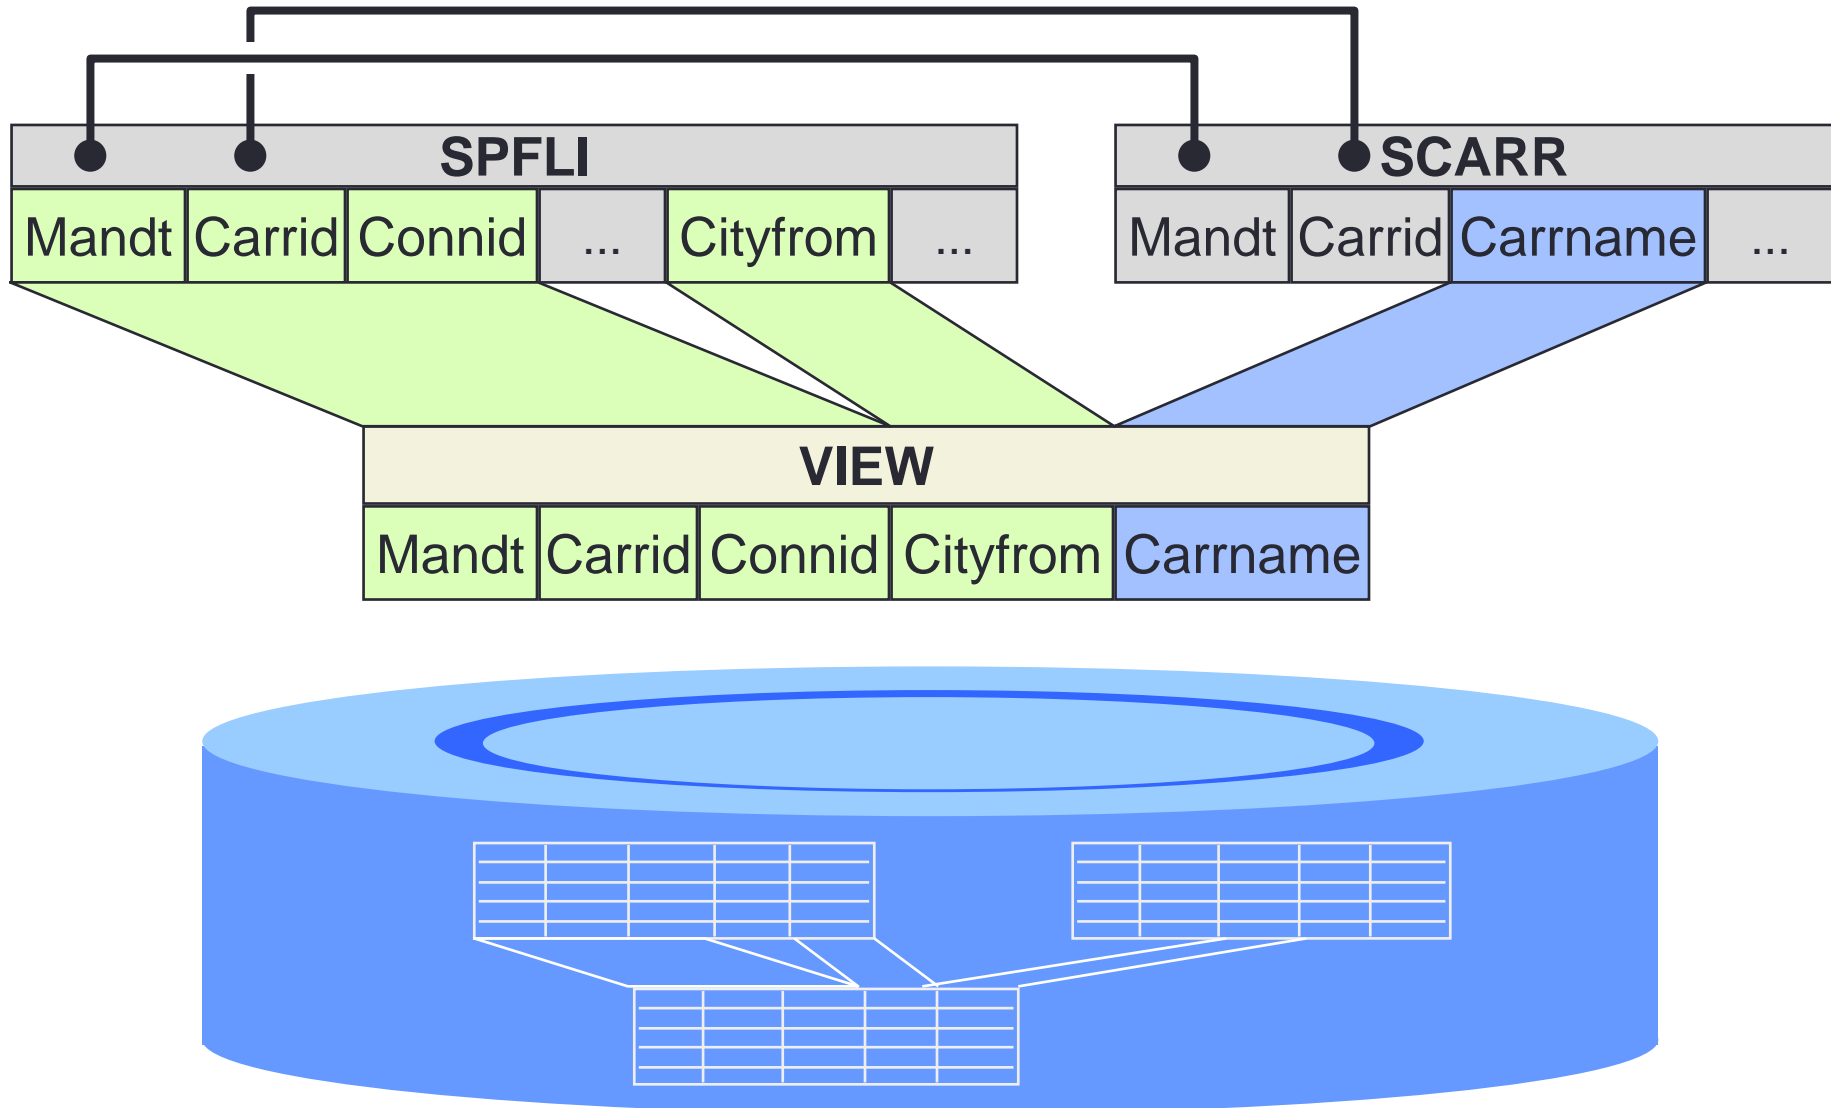 SPFLI
SCARR
Mandt Carrid Connid ... Cityfrom ...
Mandt Carrid Carrname ...
VIEW
Mandt Carrid Connid Cityfrom Carrname